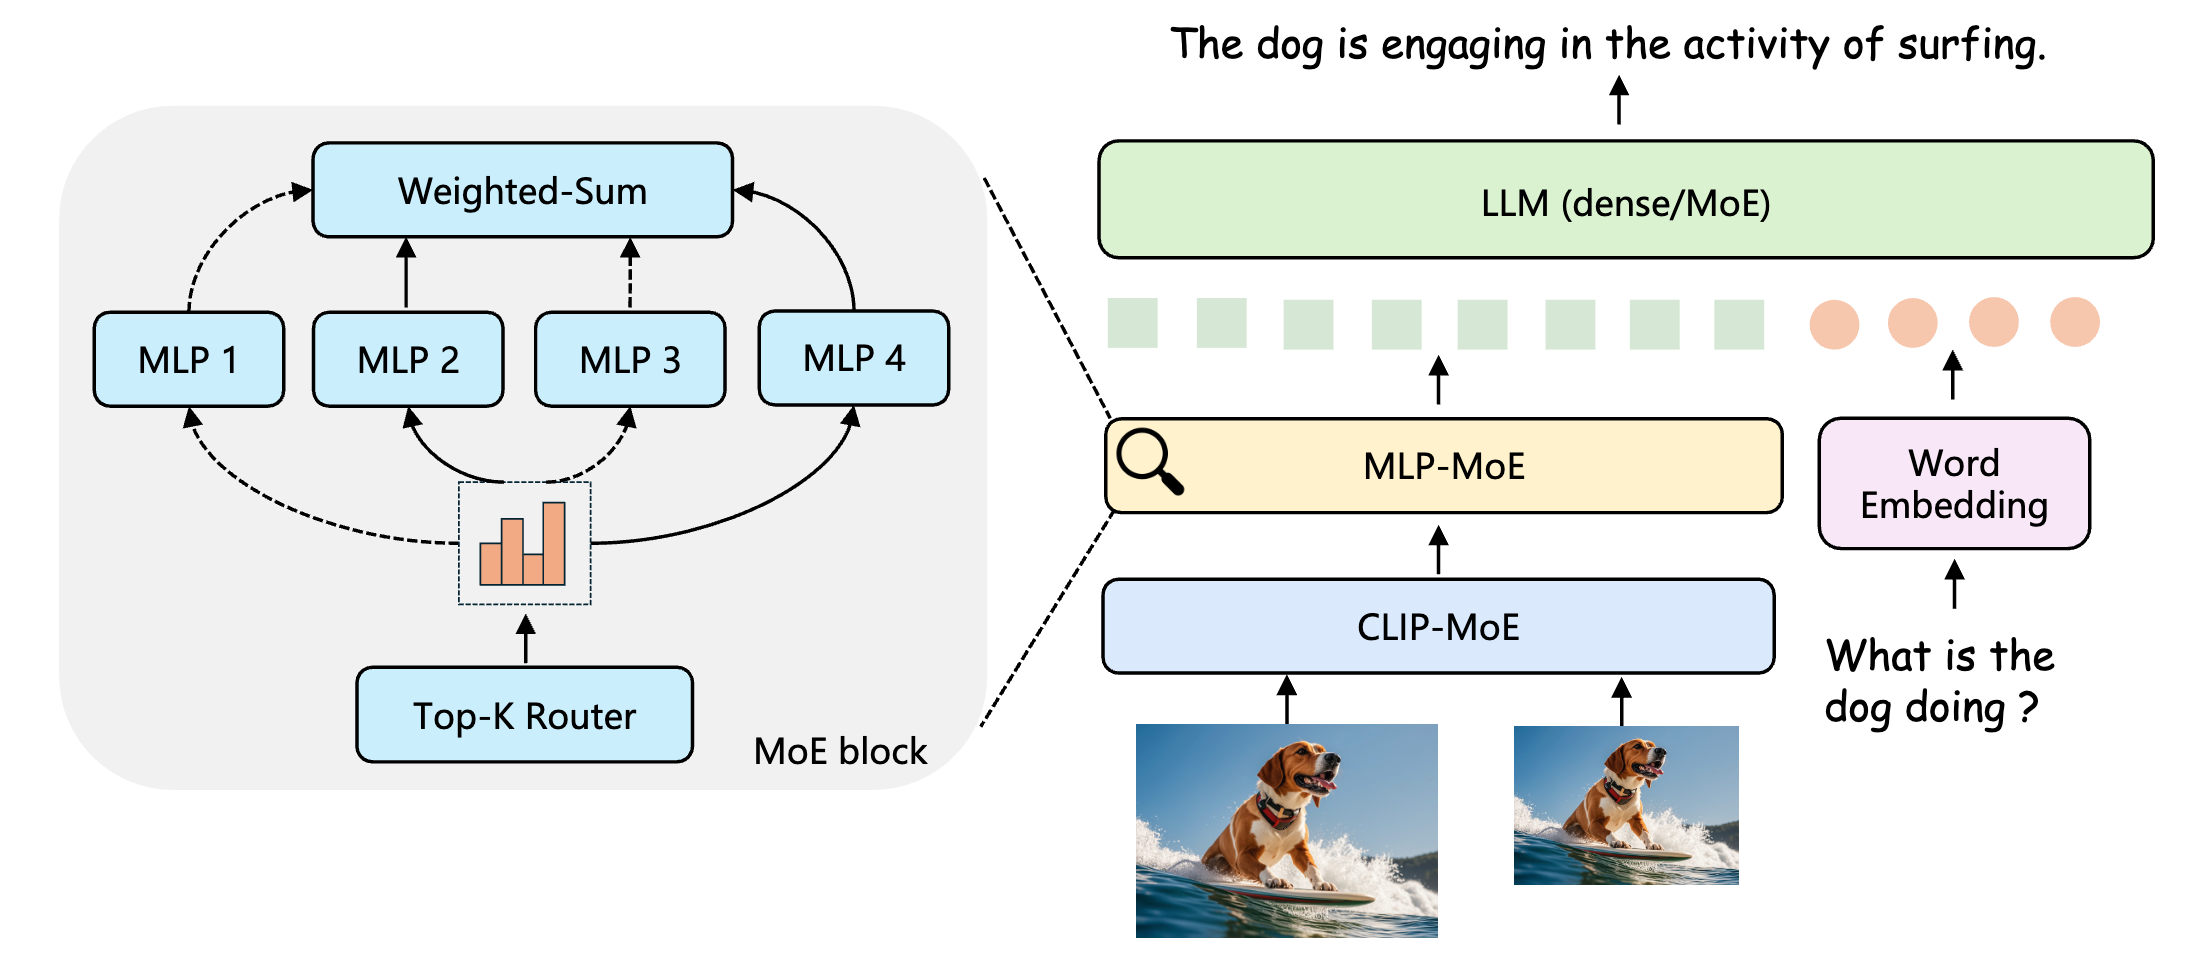 Weighted-Sum
MLP 1
MLP 2
MLP 3
MLP 4
Top-K Router
MoE block
The dog is engaging in the activity of surfing.
LLM (dense/MoE)
MLP-MoE
Word
Embedding
CLIP-MoE
What is the
dog doing ?